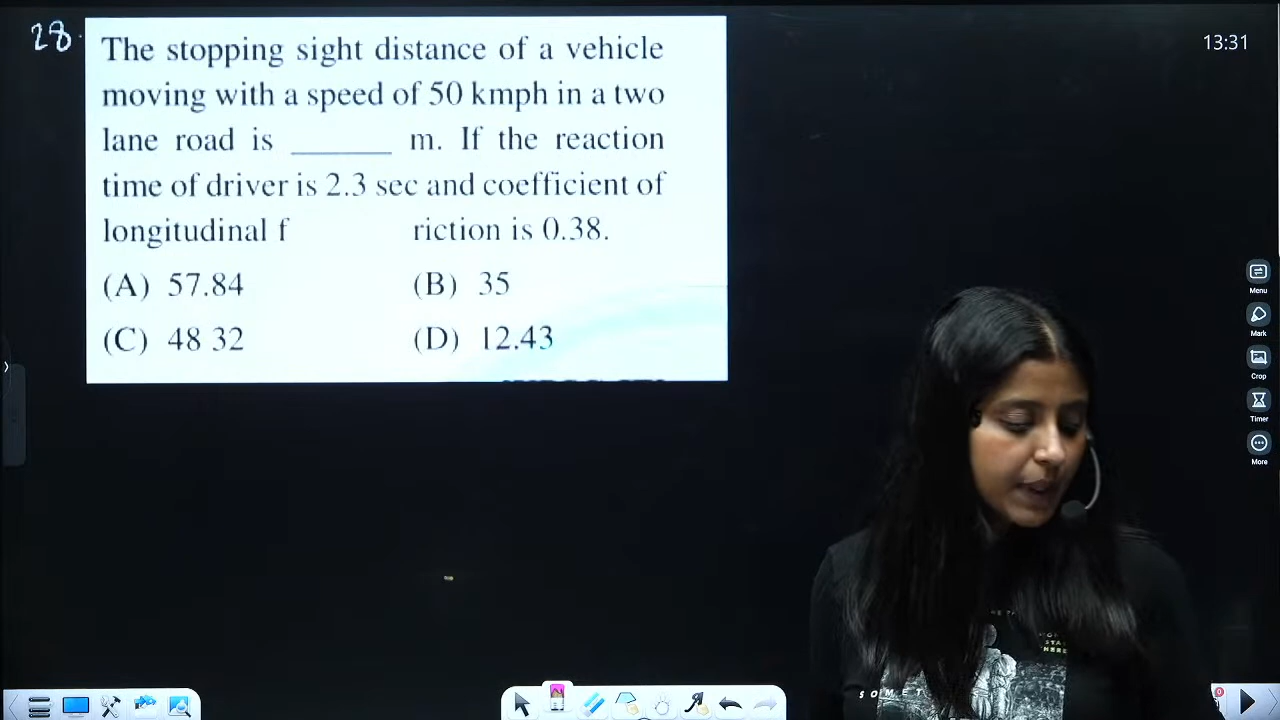 28.
The stopping sight distance of a vehicle
moving with a speed of 50 kmph in a two
lane road is ______ m. If the reaction
time of driver is 2.3 sec and coefficient of
longitudinal f riction is 0.38.
(A) 57.84 (B) 35
(C) 48 32 (D) 12.43
13:31
Menu
Mark
Crop
Timer
More
0